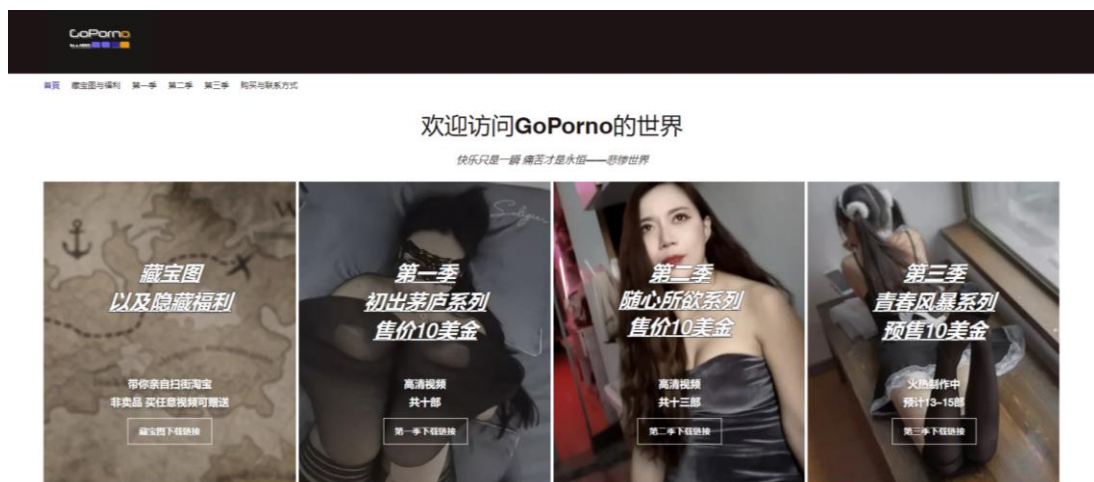 GoPorno
首頁 藏宝图与福利 第一季 第二季 第三季 购买与联系方式
欢迎访问GoPorno的世界
快乐只是一瞬 痛苦才是永恒——悲惨世界
藏宝图
以及隐藏福利
带你亲自扫街淘宝
非卖品 买任意视频可赠送
藏宝图下载链接
第一季
初出茅庐系列
售价10美金
高清视频
共十部
第一季下载链接
第二季
随心所欲系列
售价10美金
高清视频
共十三部
第二季下载链接
第三季
青春风暴系列
预售10美金
火热制作中
预计13~15部
第三季下载链接